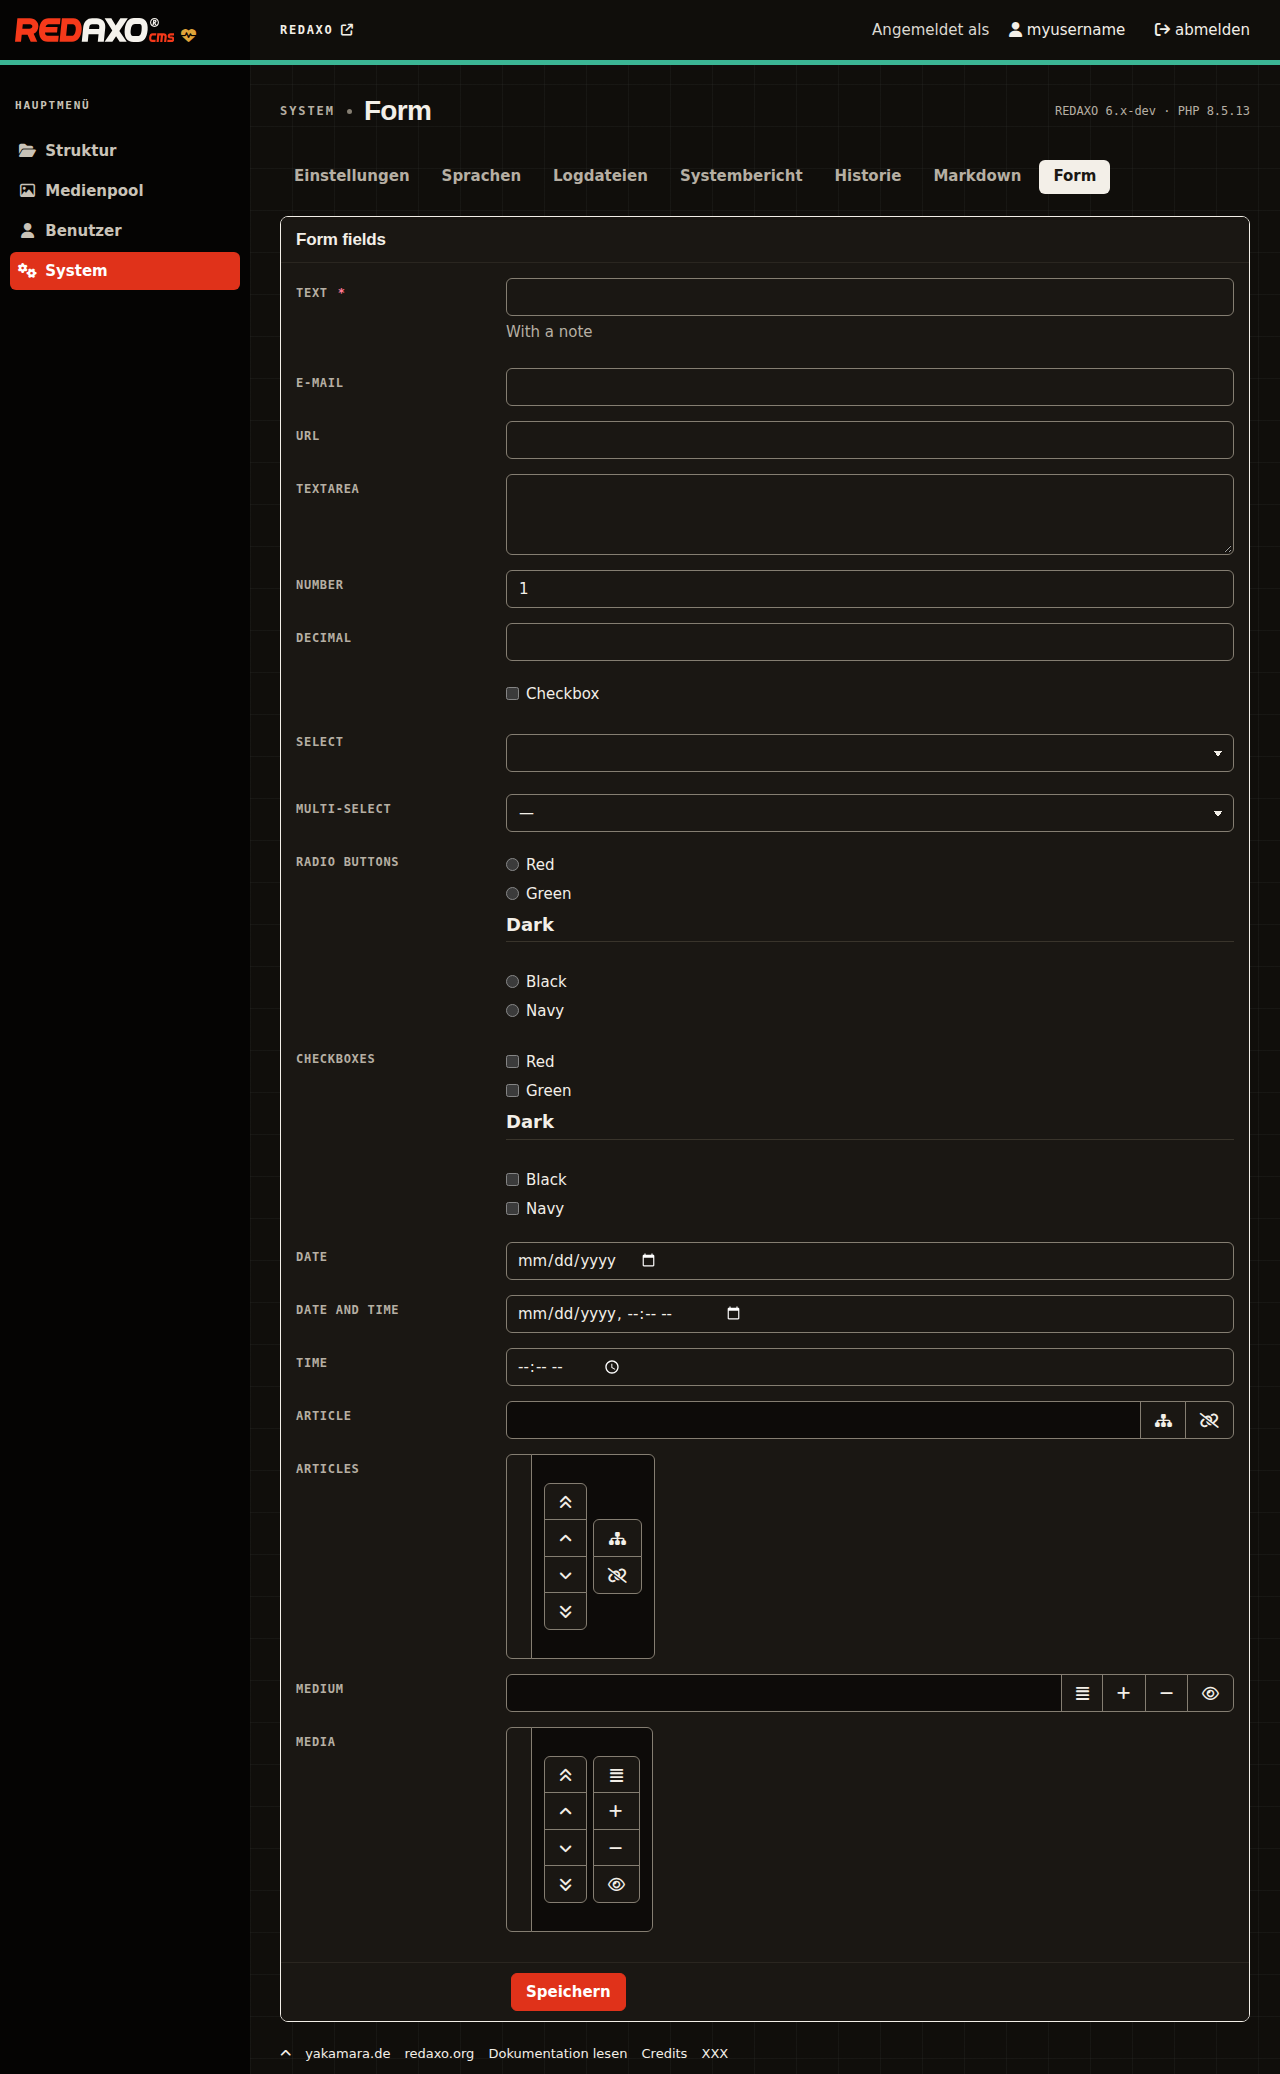 REDAXO® cms
REDAXO
Angemeldet als myusername abmelden
HAUPTMENÜ
Struktur
Medienpool
Benutzer
System
SYSTEM • Form
REDAXO 6.x-dev · PHP 8.5.13
Einstellungen Sprachen Logdateien Systembericht Historie Markdown Form
Form fields
TEXT *
With a note
E-MAIL
URL
TEXTAREA
NUMBER
1
DECIMAL
Checkbox
SELECT
MULTI-SELECT
—
RADIO BUTTONS
Red
Green
Dark
Black
Navy
CHECKBOXES
Red
Green
Dark
Black
Navy
DATE
mm/dd/yyyy
DATE AND TIME
mm/dd/yyyy, --:-- --
TIME
--:-- --
ARTICLE
ARTICLES
MEDIUM
MEDIA
Speichern
yakamara.de redaxo.org Dokumentation lesen Credits XXX